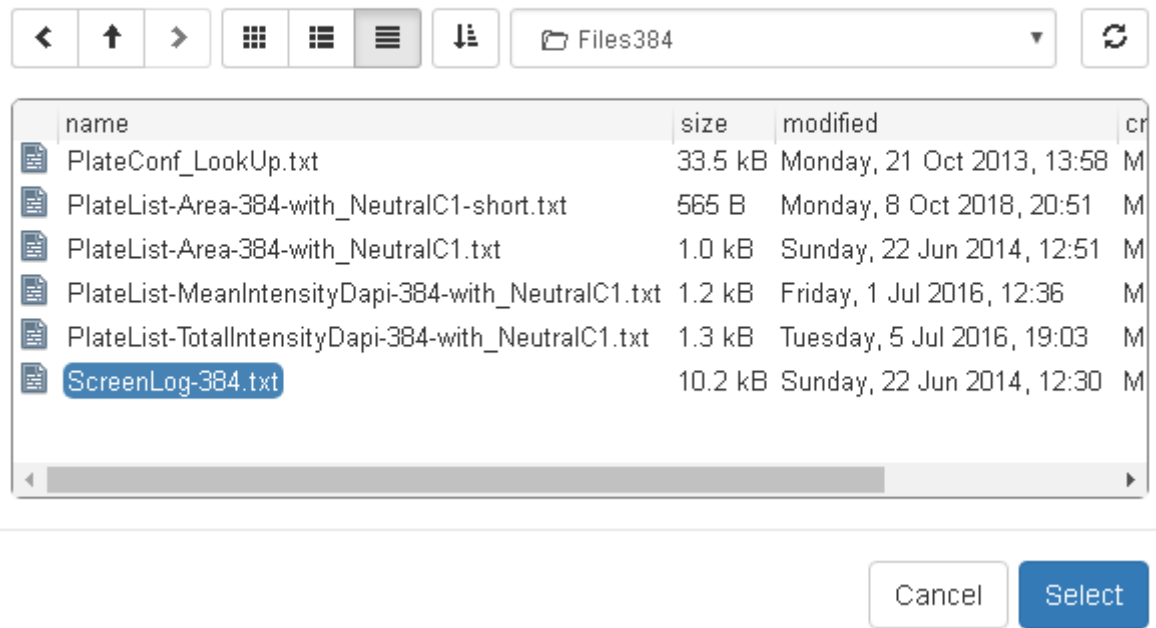 Files384
name size modified cr
PlateConf_LookUp.txt 33.5 kB Monday, 21 Oct 2013, 13:58 M
PlateList-Area-384-with_NeutralC1-short.txt 565 B Monday, 8 Oct 2018, 20:51 M
PlateList-Area-384-with_NeutralC1.txt 1.0 kB Sunday, 22 Jun 2014, 12:51 M
PlateList-MeanIntensityDapi-384-with_NeutralC1.txt 1.2 kB Friday, 1 Jul 2016, 12:36 M
PlateList-TotalIntensityDapi-384-with_NeutralC1.txt 1.3 kB Tuesday, 5 Jul 2016, 19:03 M
ScreenLog-384.txt 10.2 kB Sunday, 22 Jun 2014, 12:30 M
Cancel Select